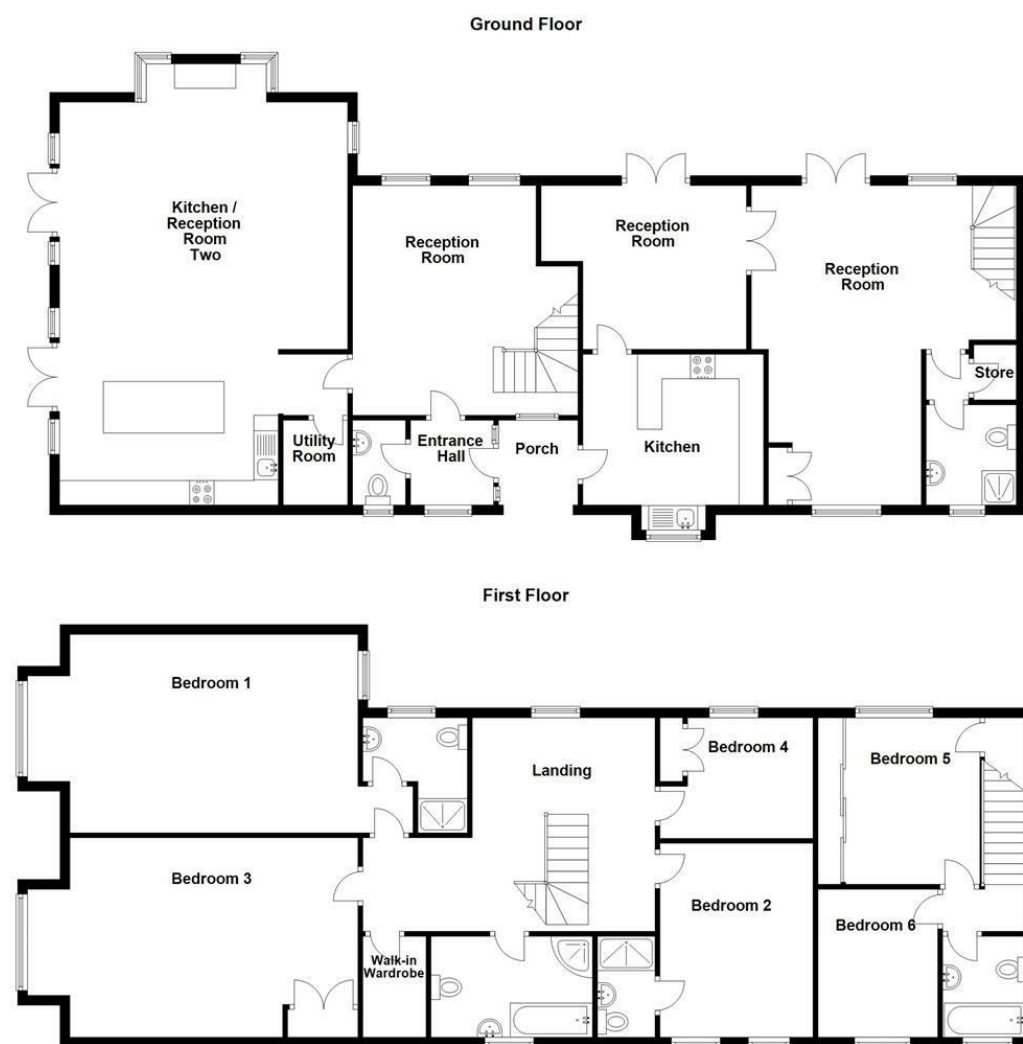 Ground Floor
Kitchen /
Reception
Room
Two
Reception
Room
Reception
Room
Reception
Room
Store
Utility
Room
Entrance
Hall
Porch
Kitchen
First Floor
Bedroom 1
Landing
Bedroom 4
Bedroom 5
Bedroom 3
Bedroom 2
Bedroom 6
Walk-in
Wardrobe